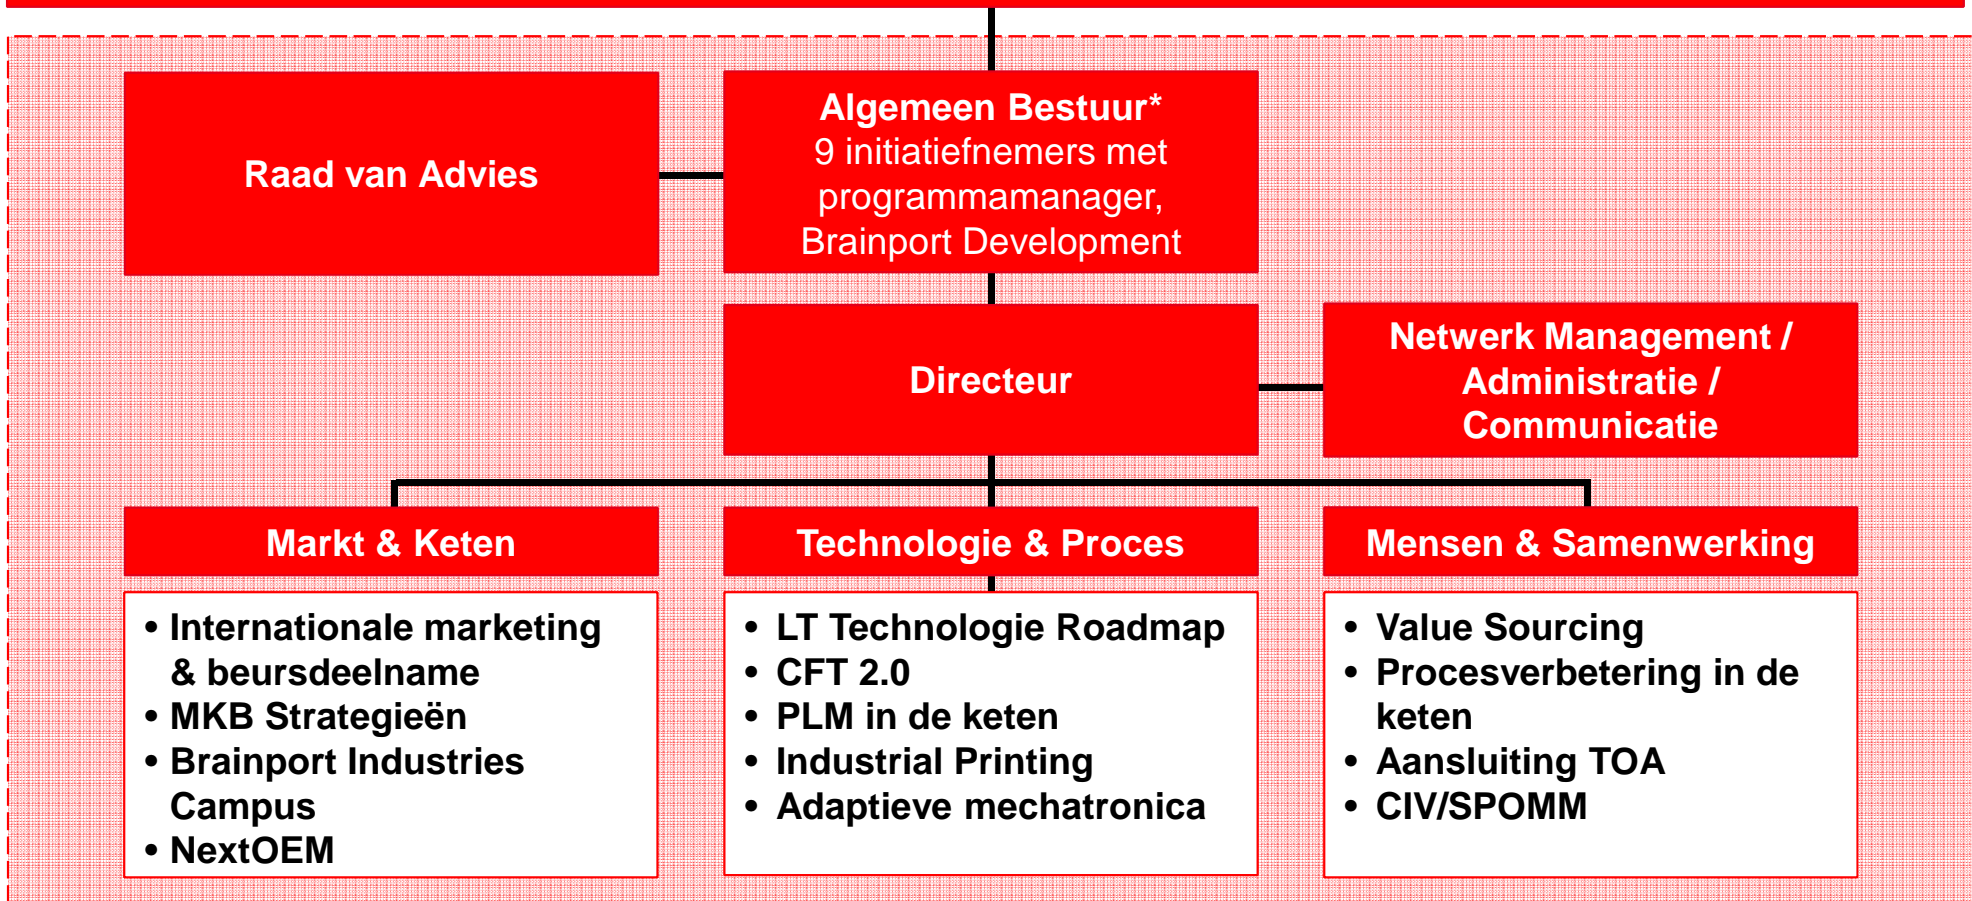 Raad van Advies
Algemeen Bestuur*
9 initiatiefnemers met
programmamanager,
Brainport Development
Directeur
Netwerk Management /
Administratie /
Communicatie
Markt & Keten
• Internationale marketing
& beursdeelname
• MKB Strategieën
• Brainport Industries
Campus
• NextOEM
Technologie & Proces
• LT Technologie Roadmap
• CFT 2.0
• PLM in de keten
• Industrial Printing
• Adaptieve mechatronica
Mensen & Samenwerking
• Value Sourcing
• Procesverbetering in de
keten
• Aansluiting TOA
• CIV/SPOMM